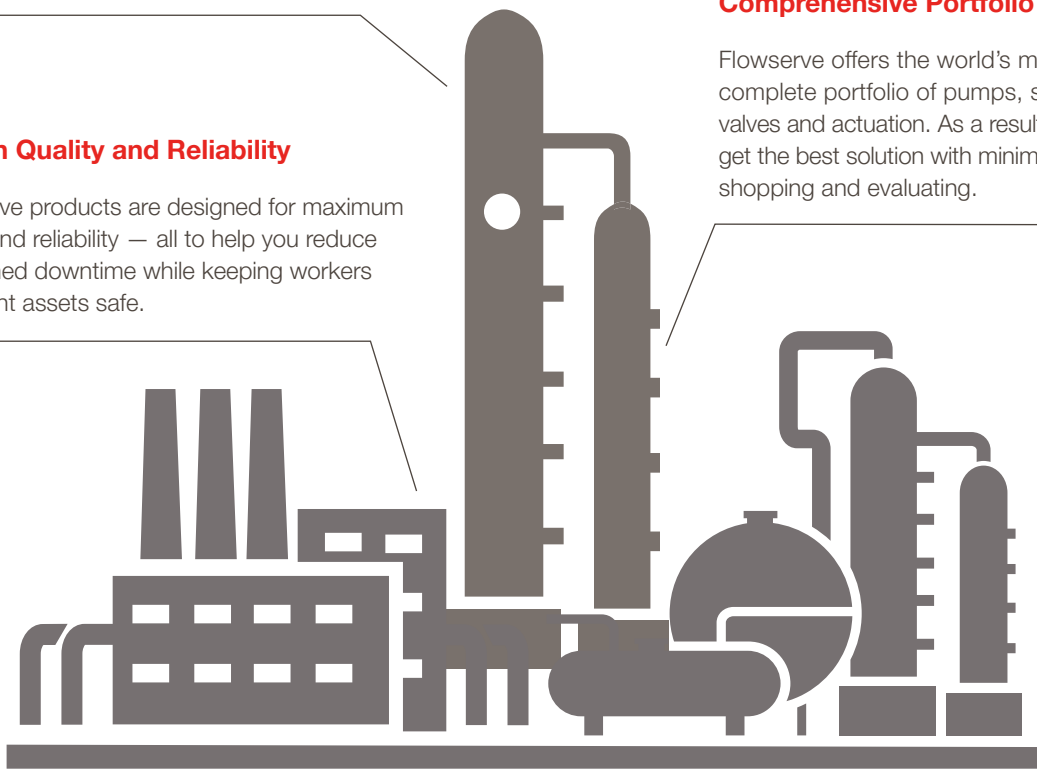 Comprehensive Portfolio
Flowserve offers the world's m
complete portfolio of pumps, s
valves and actuation. As a resul
get the best solution with minim
shopping and evaluating.
n Quality and Reliability
ve products are designed for maximum
nd reliability — all to help you reduce
ned downtime while keeping workers
nt assets safe.